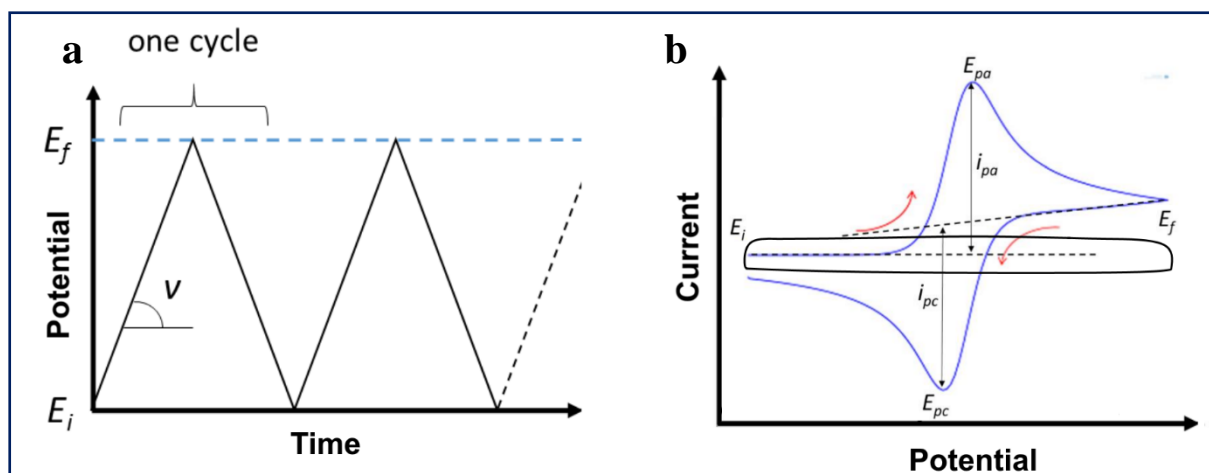 a
one cycle
E_f
Potential
v
E_i
Time
b
E_pa
i_pa
E_i
E_f
Current
i_pc
E_pc
Potential